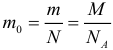 m₀ = m/N = M/N_A